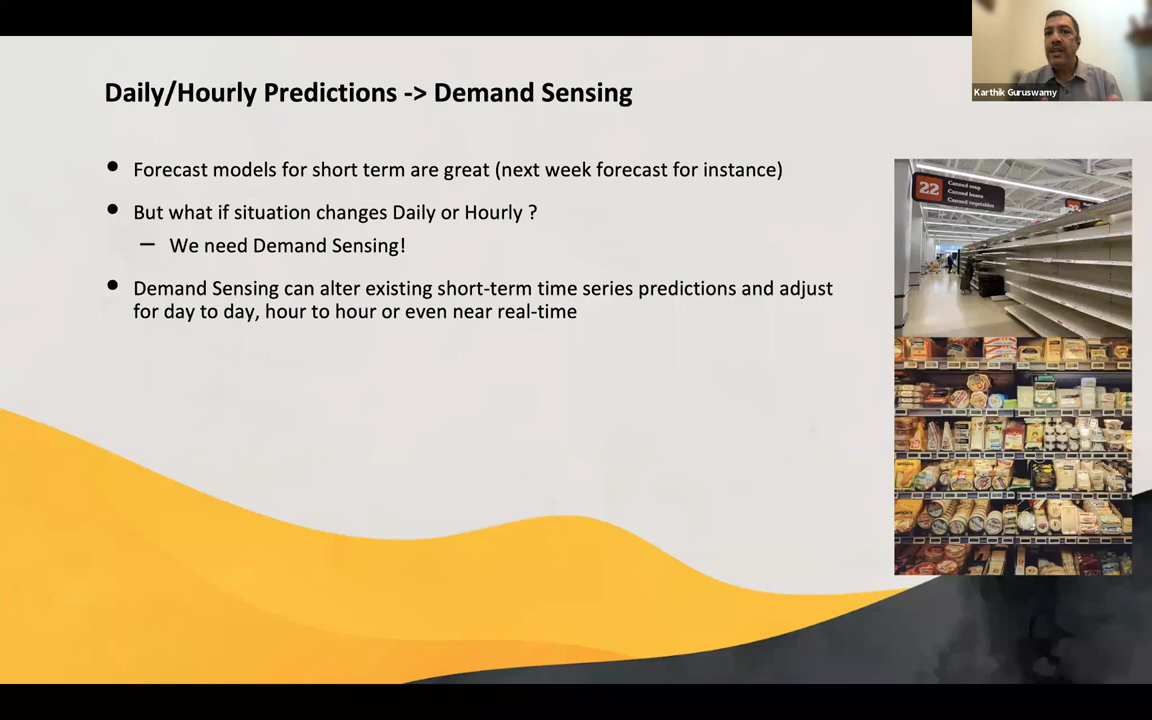 Daily/Hourly Predictions -> Demand Sensing
Karthik Guruswamy
• Forecast models for short term are great (next week forecast for instance)
• But what if situation changes Daily or Hourly ?
– We need Demand Sensing!
• Demand Sensing can alter existing short-term time series predictions and adjust
for day to day, hour to hour or even near real-time
22
Canned soup
Canned beans
Canned vegetables